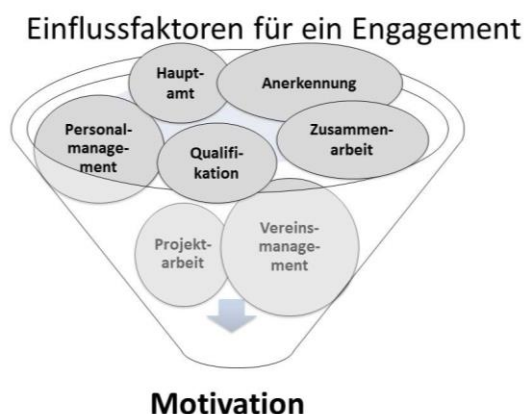 Einflussfaktoren für ein Engagement
Haupt-
amt
Anerkennung
Personal-
manage-
ment
Qualifi-
kation
Zusammen-
arbeit
Projekt-
arbeit
Vereins-
manage-
ment
Motivation